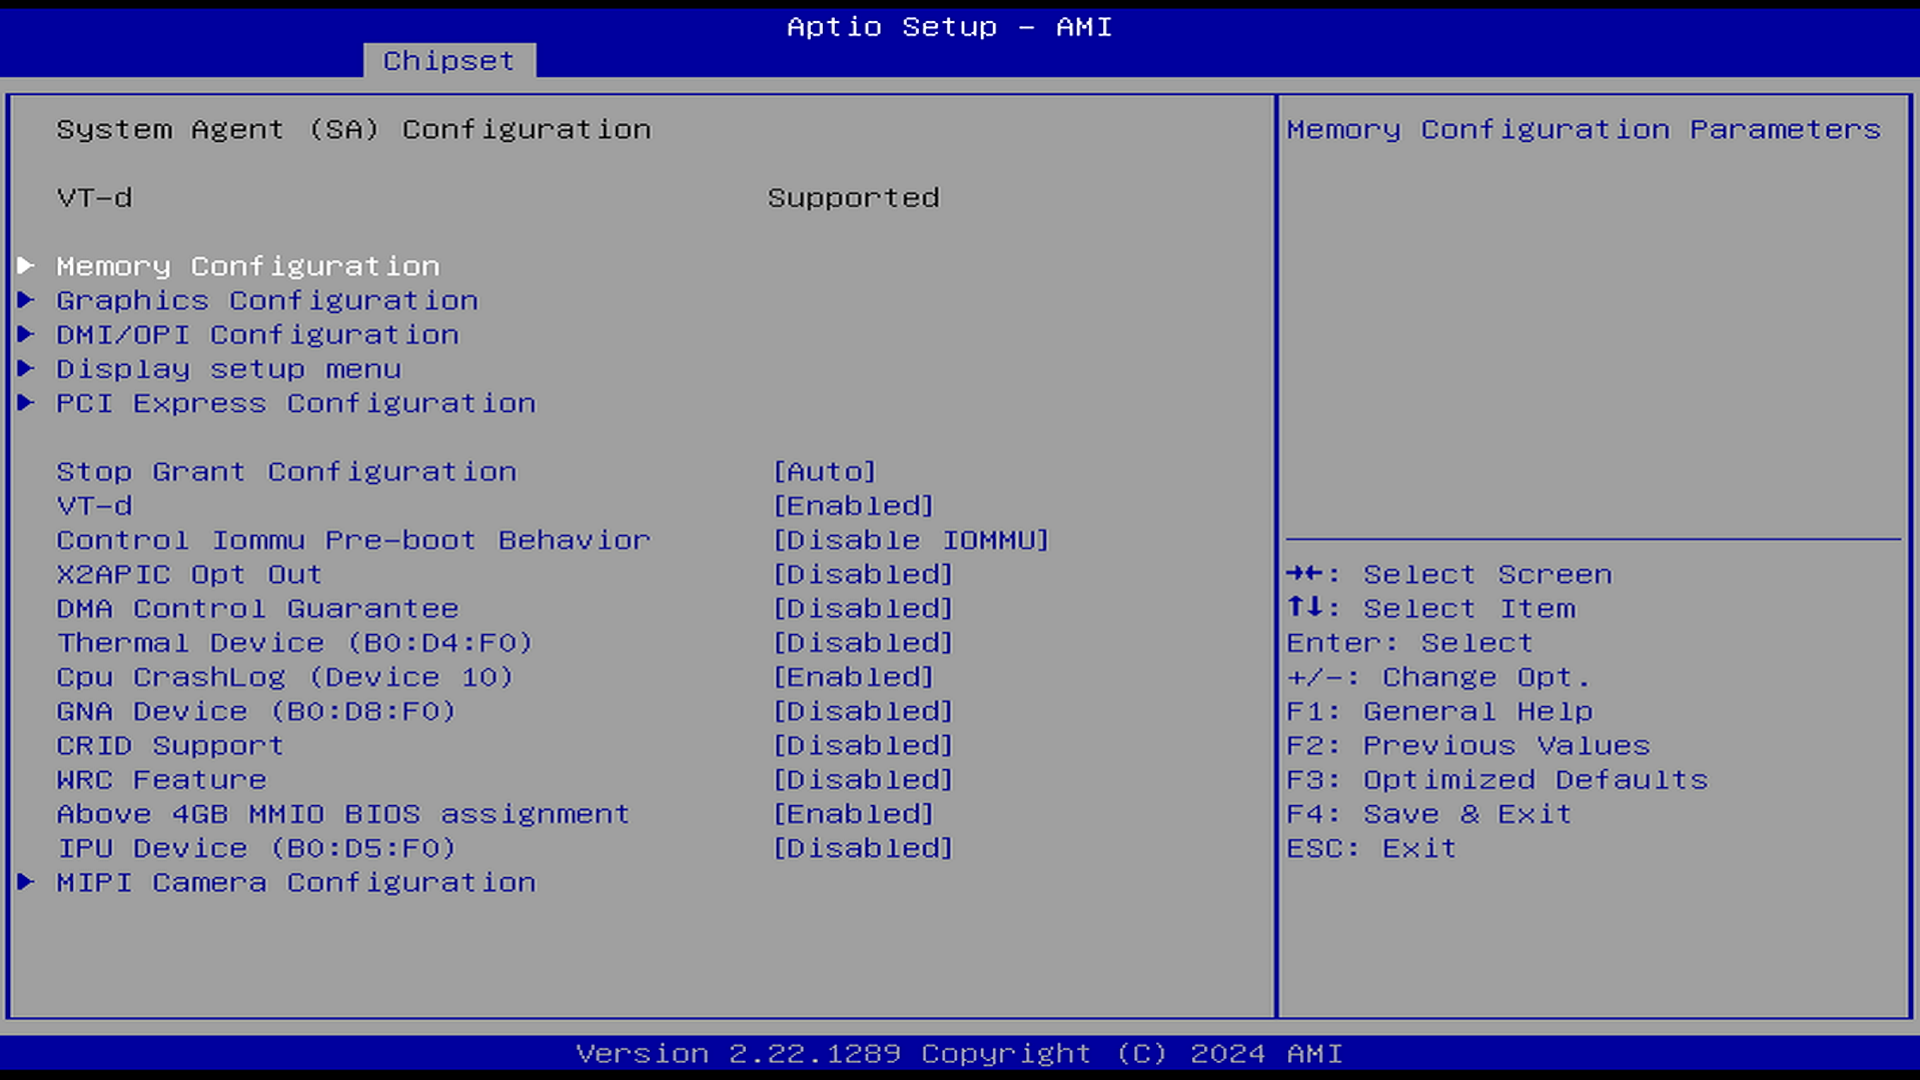 Aptio Setup – AMI
Chipset
System Agent (SA) Configuration
VT-d Supported
Memory Configuration
Graphics Configuration
DMI/OPI Configuration
Display setup menu
PCI Express Configuration
Stop Grant Configuration [Auto]
VT-d [Enabled]
Control Iommu Pre-boot Behavior [Disable IOMMU]
X2APIC Opt Out [Disabled]
DMA Control Guarantee [Disabled]
Thermal Device (B0:D4:F0) [Disabled]
Cpu CrashLog (Device 10) [Enabled]
GNA Device (B0:D8:F0) [Disabled]
CRID Support [Disabled]
WRC Feature [Disabled]
Above 4GB MMIO BIOS assignment [Enabled]
IPU Device (B0:D5:F0) [Disabled]
MIPI Camera Configuration
Memory Configuration Parameters
→←: Select Screen
↑↓: Select Item
Enter: Select
+/-: Change Opt.
F1: General Help
F2: Previous Values
F3: Optimized Defaults
F4: Save & Exit
ESC: Exit
Version 2.22.1289 Copyright (C) 2024 AMI